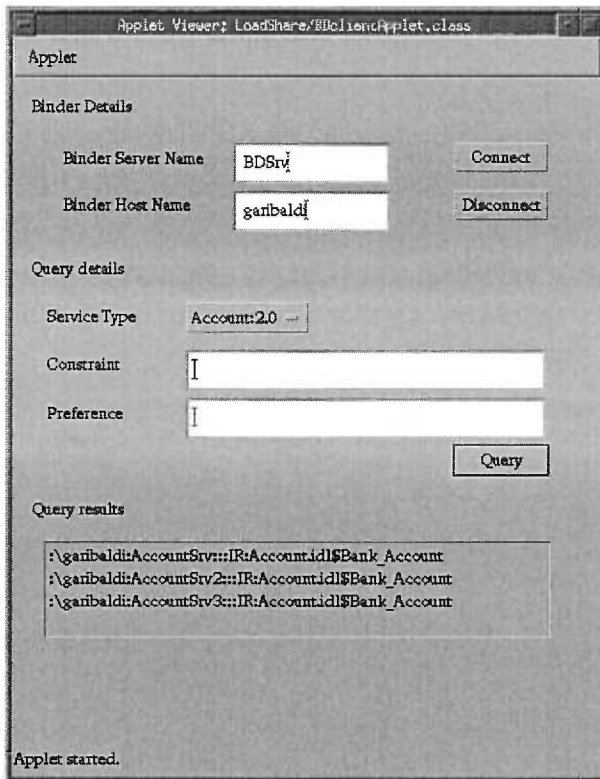 Applet Viewer: LoadShare/BDclientApplet.class
Applet
Binder Details
Binder Server Name BDSrv Connect
Binder Host Name garibaldi Disconnect
Query details
Service Type Account:2.0
Constraint
Preference
Query
Query results
:\garibaldi:AccountSrv:::IR:Account.idl$Bank_Account
:\garibaldi:AccountSrv2:::IR:Account.idl$Bank_Account
:\garibaldi:AccountSrv3:::IR:Account.idl$Bank_Account
Applet started.